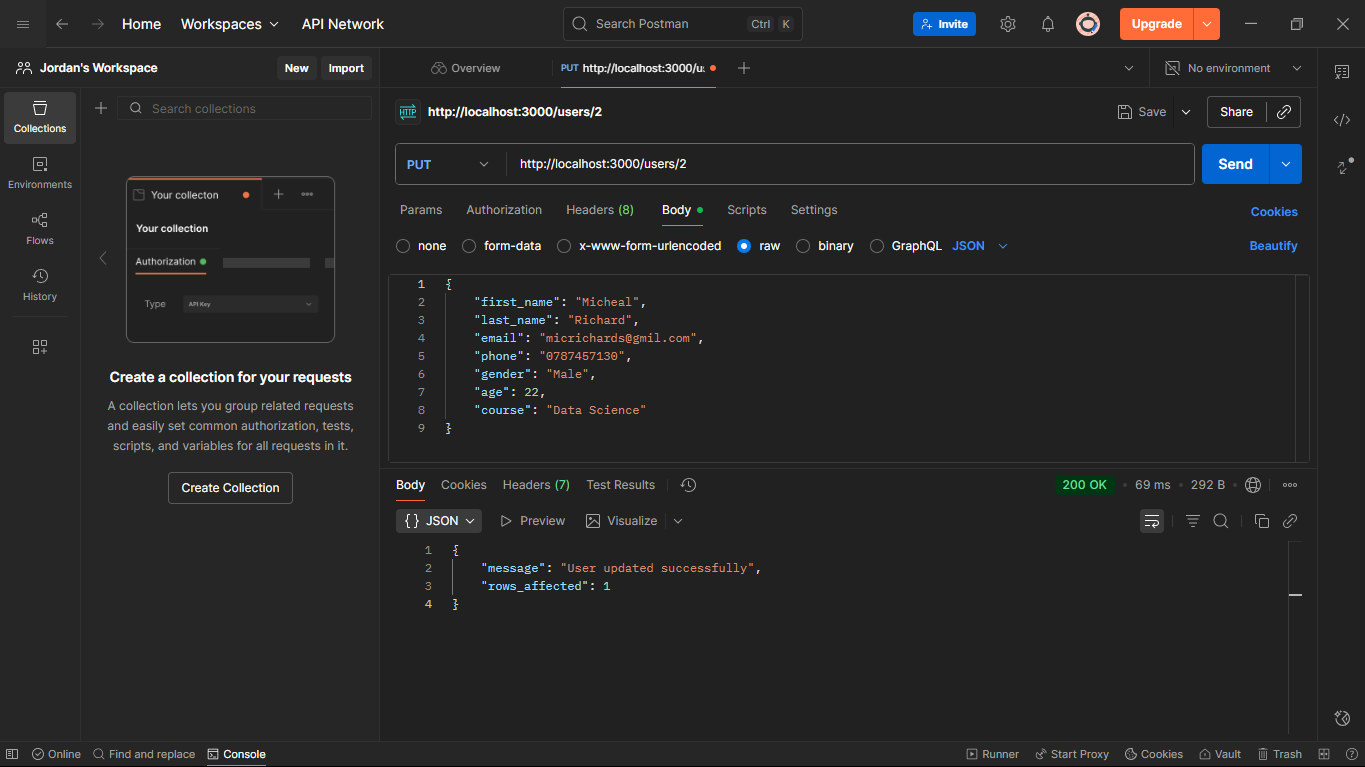 Home Workspaces API Network Search Postman Ctrl K Invite Upgrade
Jordan's Workspace New Import Overview PUT http://localhost:3000/u No environment
Search collections
Collections
Environments
Flows
History
Your collecton
Your collection
Authorization
Type API Key
Create a collection for your requests
A collection lets you group related requests
and easily set common authorization, tests,
scripts, and variables for all requests in it.
Create Collection
HTTP http://localhost:3000/users/2 Save Share
PUT http://localhost:3000/users/2 Send
Params Authorization Headers (8) Body Scripts Settings Cookies
none form-data x-www-form-urlencoded raw binary GraphQL JSON Beautify
1 {
2 "first_name": "Micheal",
3 "last_name": "Richard",
4 "email": "micrichards@gmil.com",
5 "phone": "0787457130",
6 "gender": "Male",
7 "age": 22,
8 "course": "Data Science"
9 }
Body Cookies Headers (7) Test Results 200 OK • 69 ms • 292 B
{} JSON Preview Visualize
1 {
2 "message": "User updated successfully",
3 "rows_affected": 1
4 }
Online Find and replace Console Runner Start Proxy Cookies Vault Trash